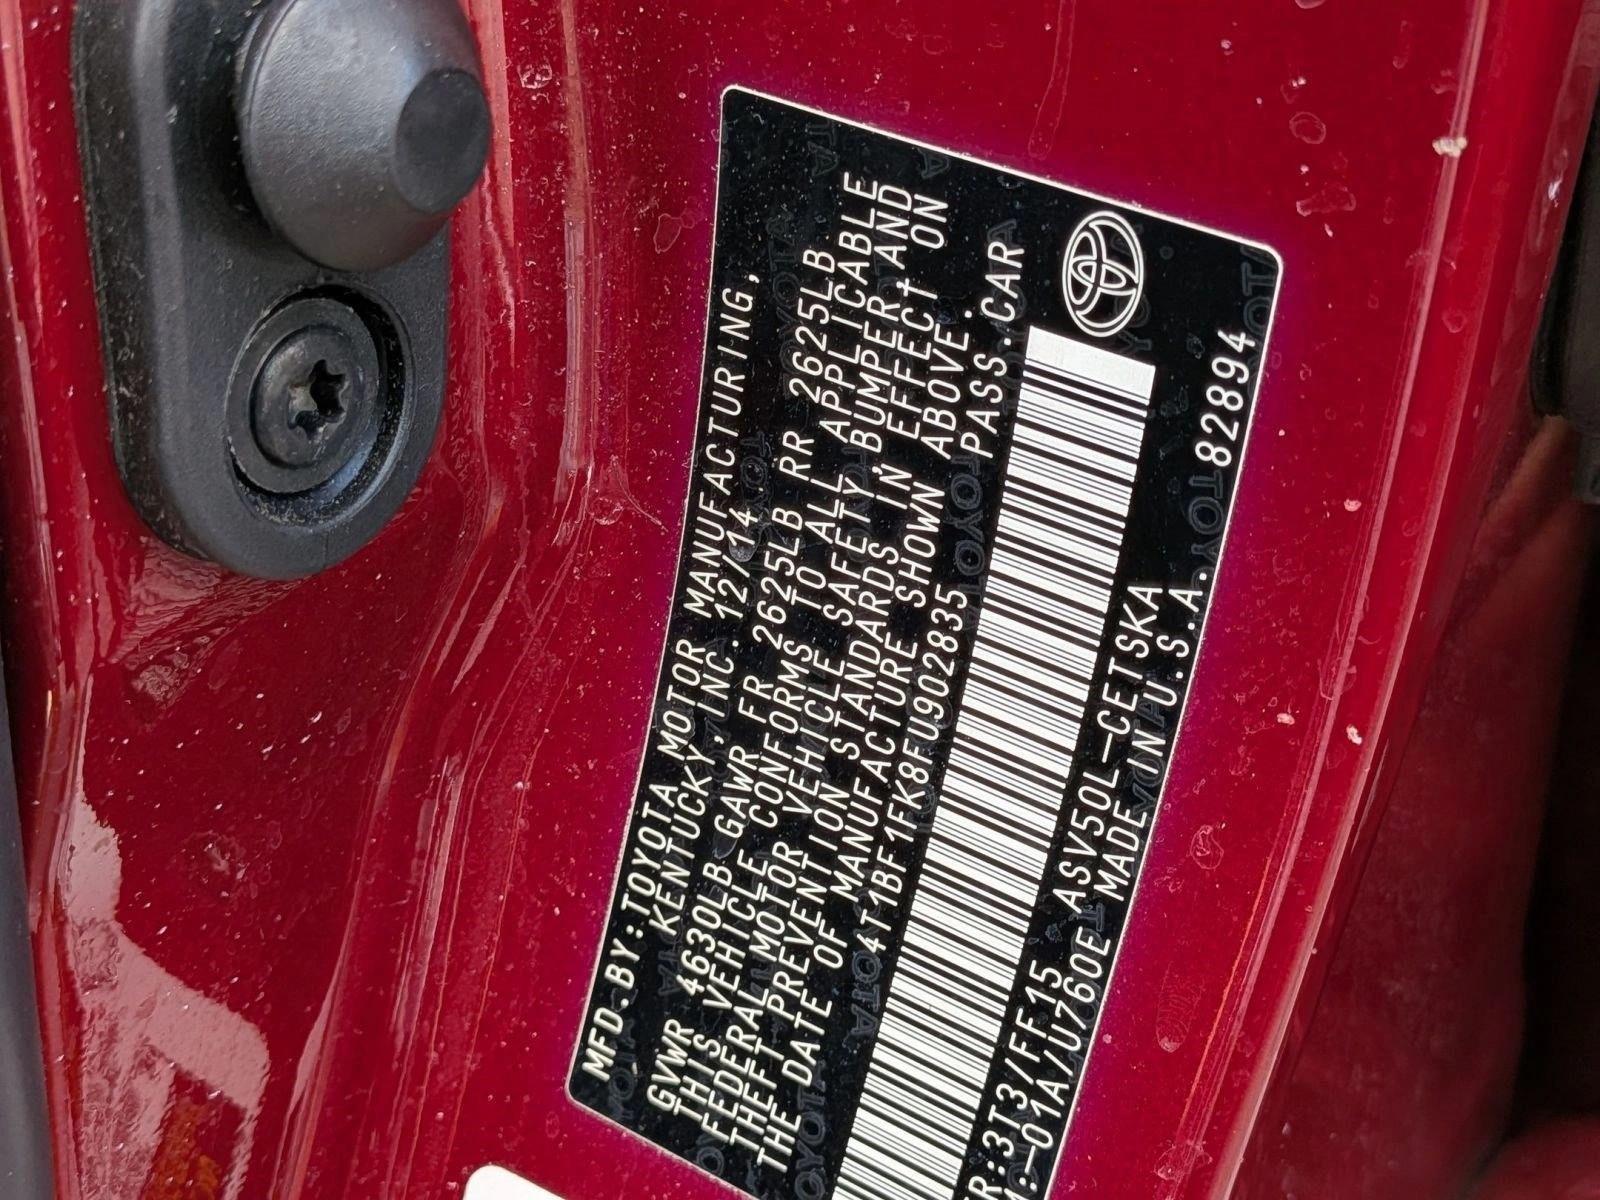 MFD.BY:TOYOTA MOTOR MANUFACTURING,
KENTUCKY,INC. 12/14
GVWR 4630LB GAWR FR 2625LB RR 2625LB
THIS VEHICLE CONFORMS TO ALL APPLICABLE
FEDERAL MOTOR VEHICLE SAFETY, BUMPER, AND
THEFT PREVENTION STANDARDS IN EFFECT ON
THE DATE OF MANUFACTURE SHOWN ABOVE.
4T1BF1FK8FU902835 PASS.CAR
R:3T3/FF15 ASV50L-CETSKA
:-01A/U760E MADE IN U.S.A. 82894